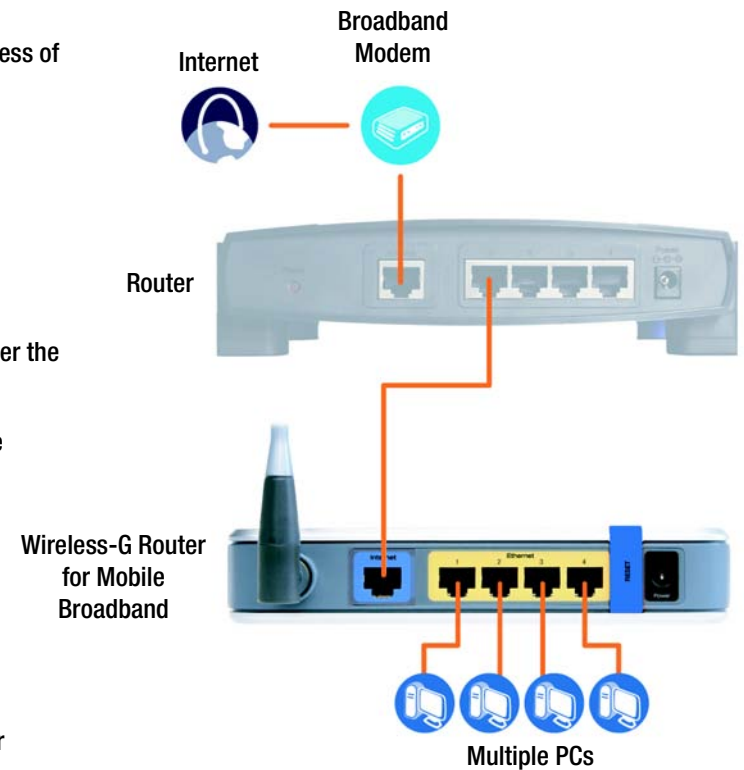 Broadband
Modem
ess of
Internet
Power
Router
er the
e
Wireless-G Router
for Mobile
Broadband
Internet
Ethernet
1 2 3 4
RESET
Power
r
Multiple PCs